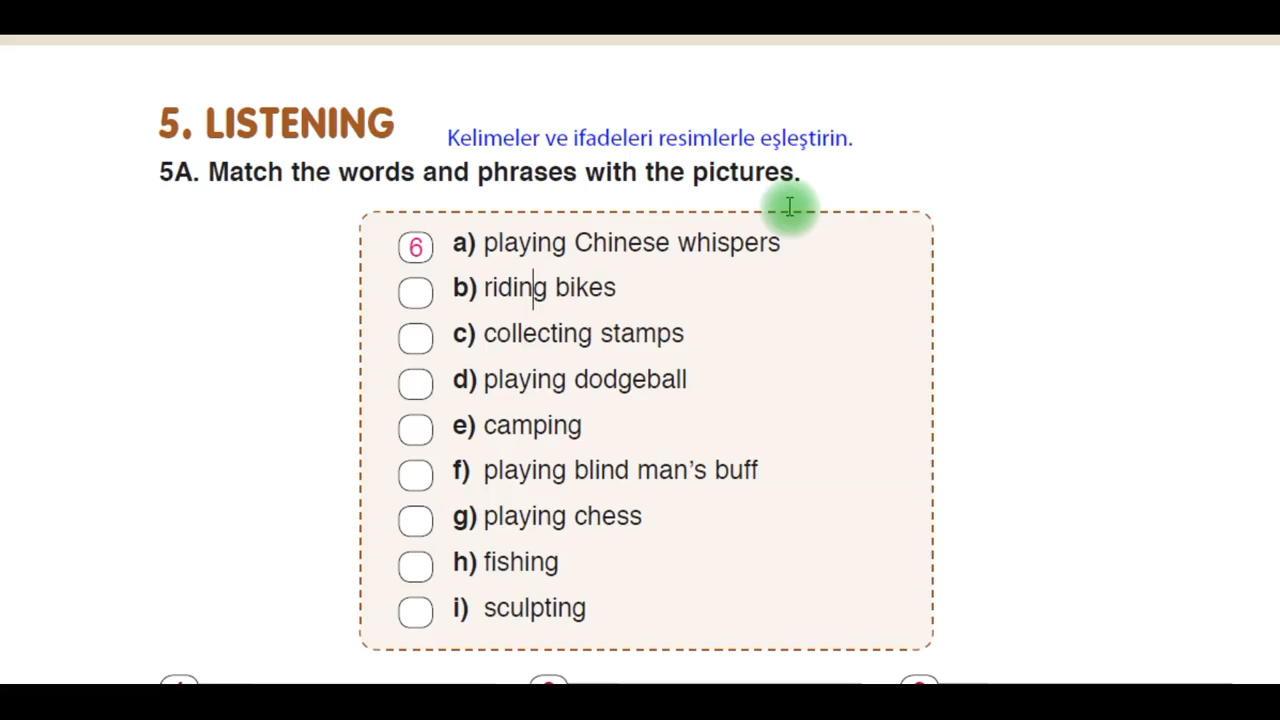 5. LISTENING
Kelimeler ve ifadeleri resimlerle eşleştirin.
5A. Match the words and phrases with the pictures.
6 a) playing Chinese whispers
b) riding bikes
c) collecting stamps
d) playing dodgeball
e) camping
f) playing blind man’s buff
g) playing chess
h) fishing
i) sculpting